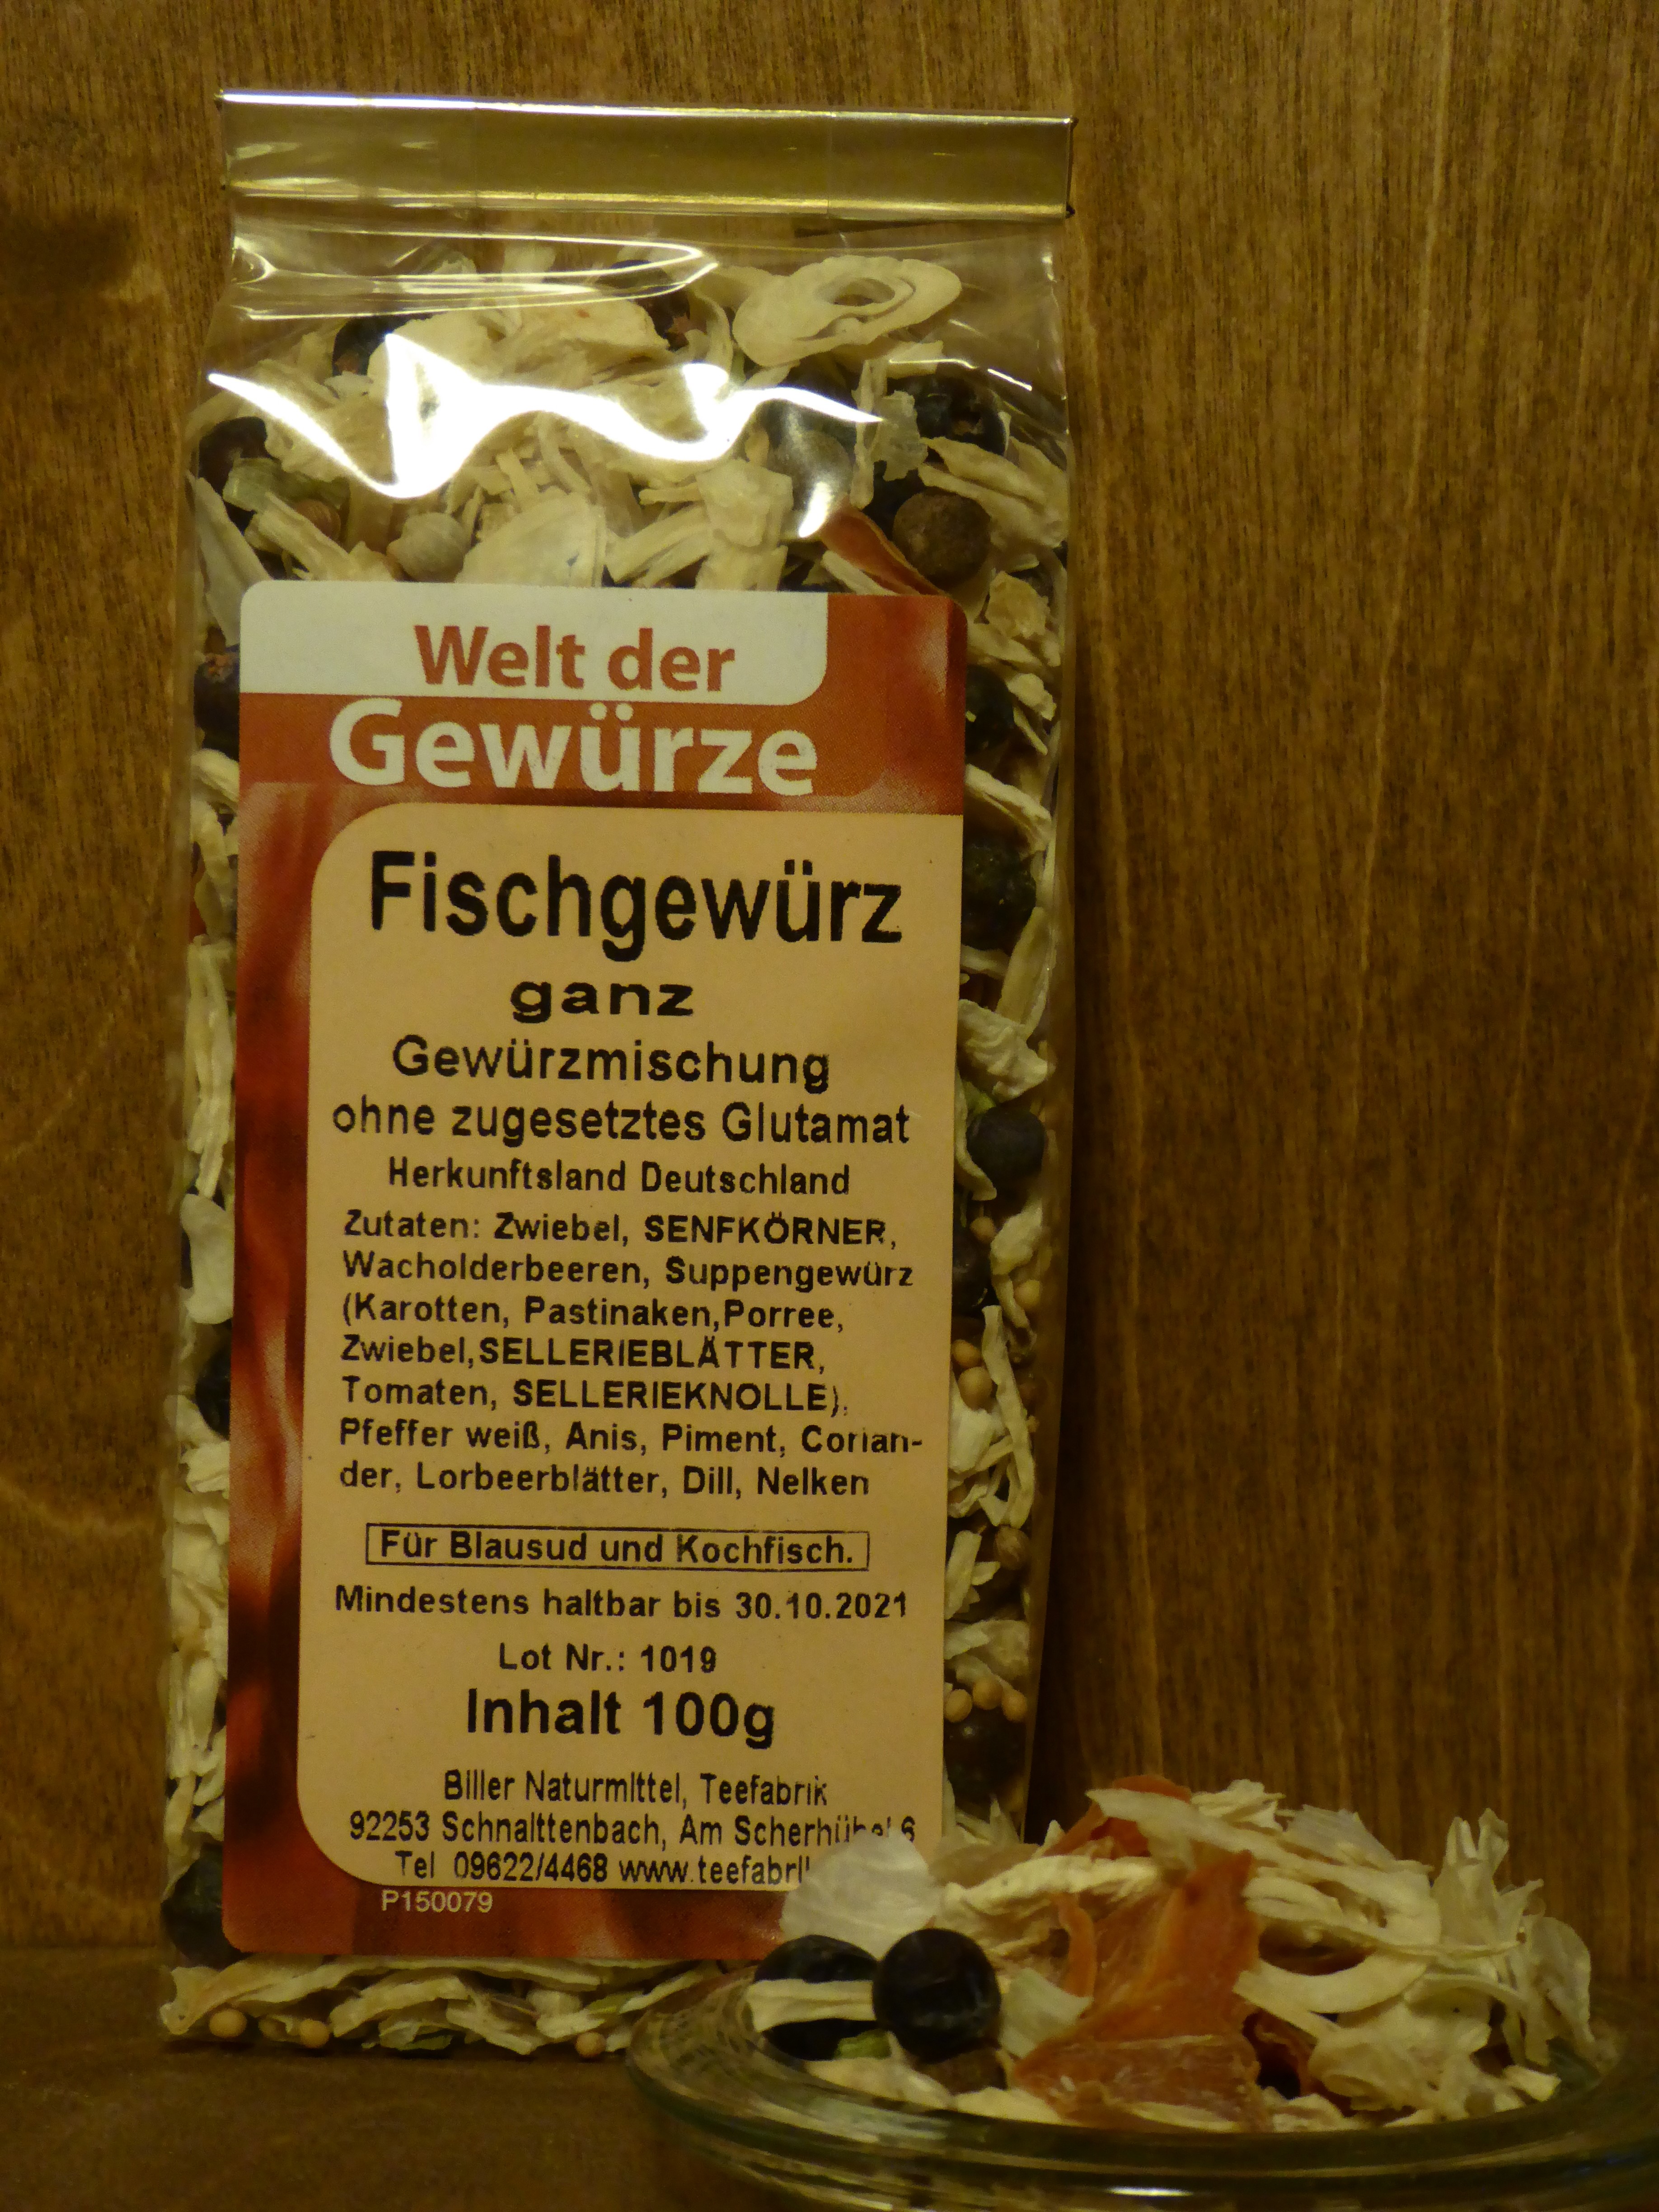 Welt der
Gewürze
Fischgewürz
ganz
Gewürzmischung
ohne zugesetztes Glutamat
Herkunftsland Deutschland
Zutaten: Zwiebel, SENFKÖRNER,
Wacholderbeeren, Suppengewürz
(Karotten, Pastinaken,Porree,
Zwiebel,SELLERIEBLÄTTER,
Tomaten, SELLERIEKNOLLE),
Pfeffer weiß, Anis, Piment, Corian-
der, Lorbeerblätter, Dill, Nelken
Für Blausud und Kochfisch.
Mindestens haltbar bis 30.10.2021
Lot Nr.: 1019
Inhalt 100g
Biller Naturmittel, Teefabrik
92253 Schnaittenbach, Am 6
Tel 09622/4468
P150079